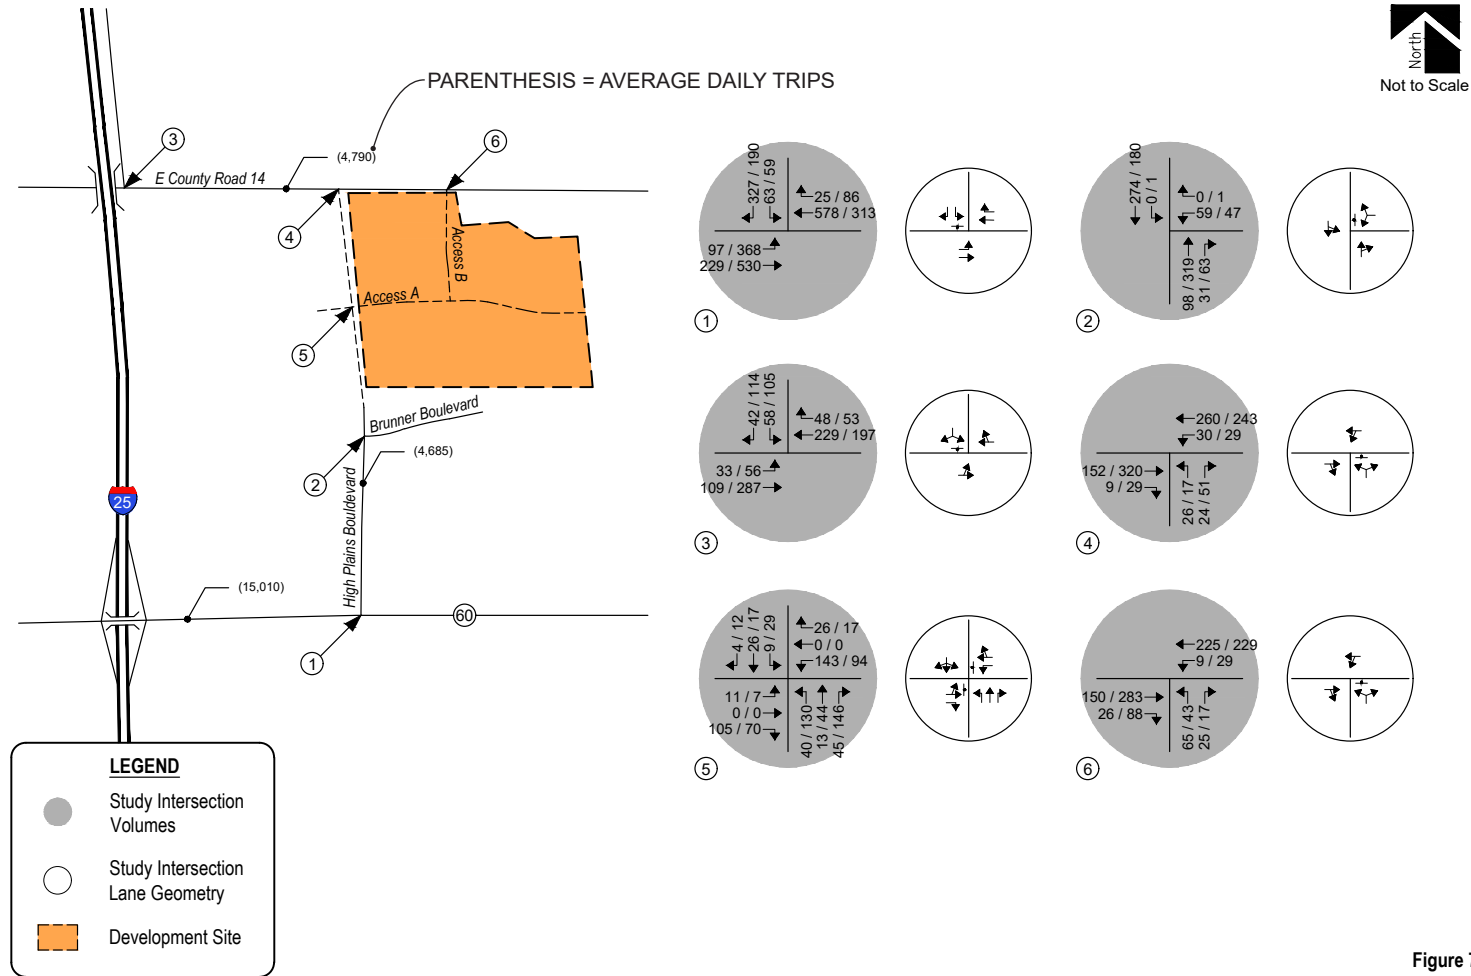 North
Not to Scale
PARENTHESIS = AVERAGE DAILY TRIPS
3
6
(4,790)
E County Road 14
4
Access B
Access A
5
Brunner Boulevard
(4,685)
2
High Plains Bouldevard
25
(15,010)
60
1
327 / 190
63 / 59
25 / 86
578 / 313
97 / 368
229 / 530
1
274 / 180
0 / 1
0 / 1
59 / 47
98 / 319
31 / 63
2
42 / 114
58 / 105
48 / 53
229 / 197
33 / 56
109 / 287
3
260 / 243
30 / 29
152 / 320
9 / 29
26 / 17
24 / 51
4
4 / 12
26 / 17
9 / 29
26 / 17
0 / 0
143 / 94
11 / 7
0 / 0
105 / 70
40 / 130
13 / 44
45 / 146
5
225 / 229
9 / 29
150 / 283
26 / 88
65 / 43
25 / 17
6
LEGEND
Study Intersection
Volumes
Study Intersection
Lane Geometry
Development Site
Figure 7